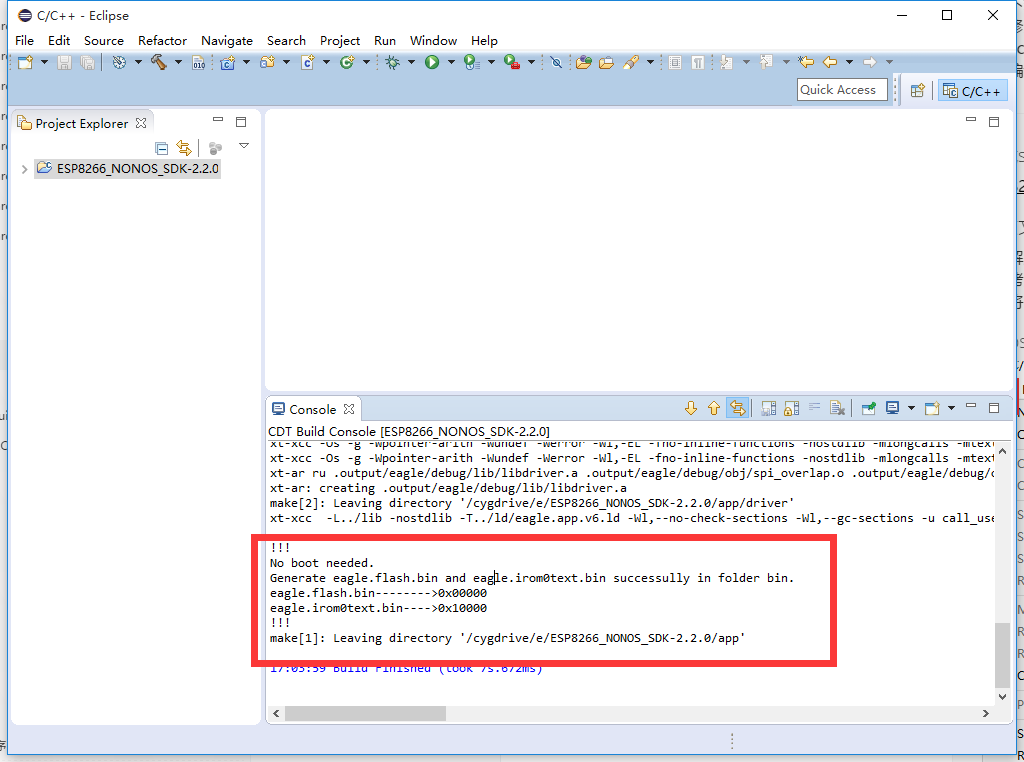 C/C++ - Eclipse
File Edit Source Refactor Navigate Search Project Run Window Help
Quick Access
C/C++
Project Explorer
ESP8266_NONOS_SDK-2.2.0
Console
CDT Build Console [ESP8266_NONOS_SDK-2.2.0]
xt-xcc -Os -g -Wpointer-arith -Wundef -Werror -Wl,-EL -fno-inline-functions -nostdlib -mlongcalls -mtext
xt-xcc -Os -g -Wpointer-arith -Wundef -Werror -Wl,-EL -fno-inline-functions -nostdlib -mlongcalls -mtext
xt-ar ru .output/eagle/debug/lib/libdriver.a .output/eagle/debug/obj/spi_overlap.o .output/eagle/debug/
xt-ar: creating .output/eagle/debug/lib/libdriver.a
make[2]: Leaving directory '/cygdrive/e/ESP8266_NONOS_SDK-2.2.0/app/driver'
xt-xcc -L../lib -nostdlib -T../ld/eagle.app.v6.ld -Wl,--no-check-sections -Wl,--gc-sections -u call_use
!!!
No boot needed.
Generate eagle.flash.bin and eagle.irom0text.bin successully in folder bin.
eagle.flash.bin-------->0x00000
eagle.irom0text.bin---->0x10000
!!!
make[1]: Leaving directory '/cygdrive/e/ESP8266_NONOS_SDK-2.2.0/app'
17:03:59 Build Finished (took 7s.672ms)